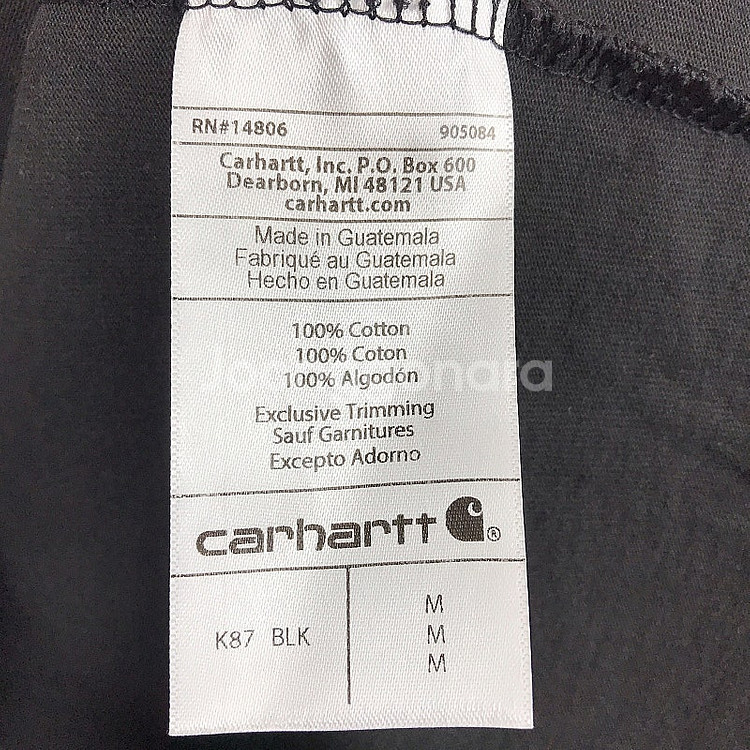 RN#14806 905084
Carhartt, Inc. P.O. Box 600
Dearborn, MI 48121 USA
carhartt.com
Made in Guatemala
Fabriqué au Guatemala
Hecho en Guatemala
100% Cotton
100% Coton
100% Algodón
Exclusive Trimming
Sauf Garnitures
Excepto Adorno
carhartt ®
K87 BLK
M
M
M